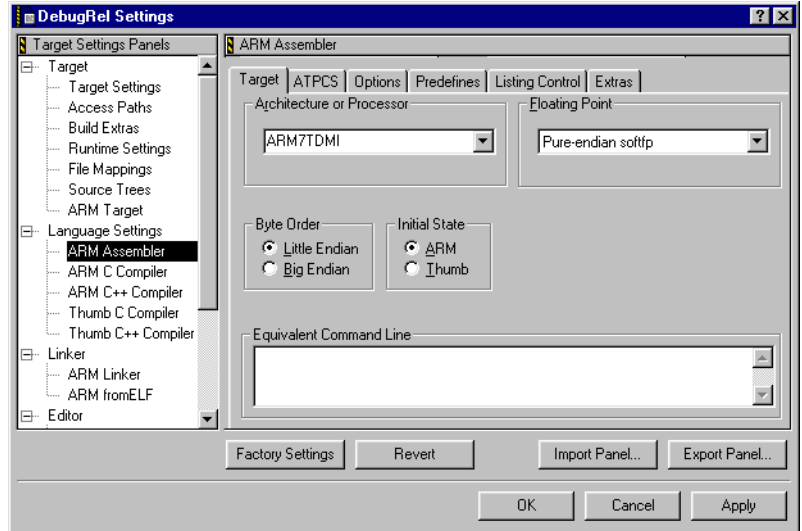 DebugRel Settings
Target Settings Panels
Target
Target Settings
Access Paths
Build Extras
Runtime Settings
File Mappings
Source Trees
ARM Target
Language Settings
ARM Assembler
ARM C Compiler
ARM C++ Compiler
Thumb C Compiler
Thumb C++ Compiler
Linker
ARM Linker
ARM fromELF
Editor
ARM Assembler
Target ATPCS Options Predefines Listing Control Extras
Architecture or Processor
ARM7TDMI
Floating Point
Pure-endian softfp
Byte Order
Little Endian
Big Endian
Initial State
ARM
Thumb
Equivalent Command Line
Factory Settings Revert Import Panel... Export Panel...
OK Cancel Apply